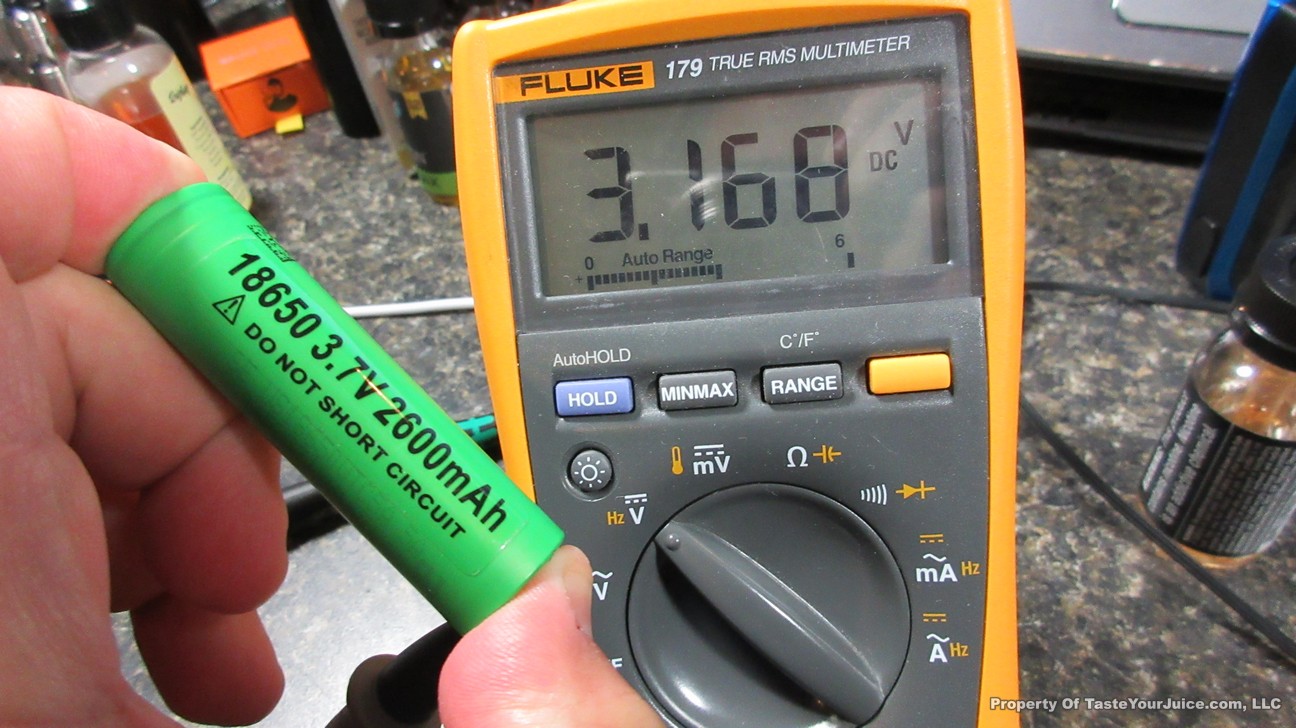 FLUKE 179 TRUE RMS MULTIMETER
3.168 V DC
0 Auto Range 6
AutoHOLD C°/F°
HOLD MINMAX RANGE
mV Ω
Hz V
mA Hz
V
A Hz
18650 3.7V 2600mAh
DO NOT SHORT CIRCUIT
Property Of TasteYourJuice.com, LLC